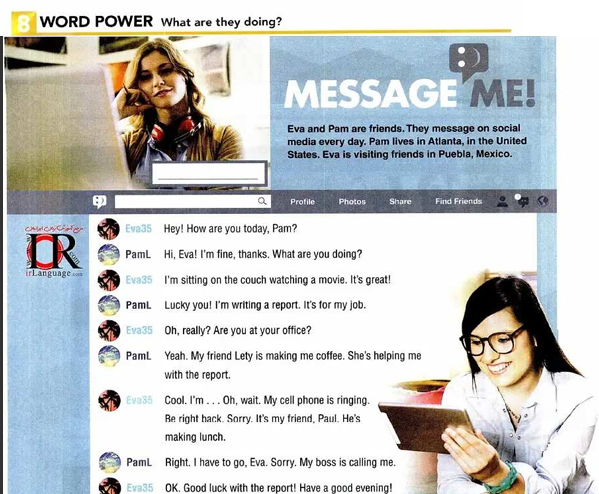 8 WORD POWER What are they doing?
MESSAGE ME!
Eva and Pam are friends. They message on social
media every day. Pam lives in Atlanta, in the United
States. Eva is visiting friends in Puebla, Mexico.
Profile Photos Share Find Friends
irLanguage.com
Eva35 Hey! How are you today, Pam?
PamL Hi, Eva! I'm fine, thanks. What are you doing?
Eva35 I'm sitting on the couch watching a movie. It's great!
PamL Lucky you! I'm writing a report. It's for my job.
Eva35 Oh, really? Are you at your office?
PamL Yeah. My friend Lety is making me coffee. She's helping me
with the report.
Eva35 Cool. I'm . . . Oh, wait. My cell phone is ringing.
Be right back. Sorry. It's my friend, Paul. He's
making lunch.
PamL Right. I have to go, Eva. Sorry. My boss is calling me.
Eva35 OK. Good luck with the report! Have a good evening!